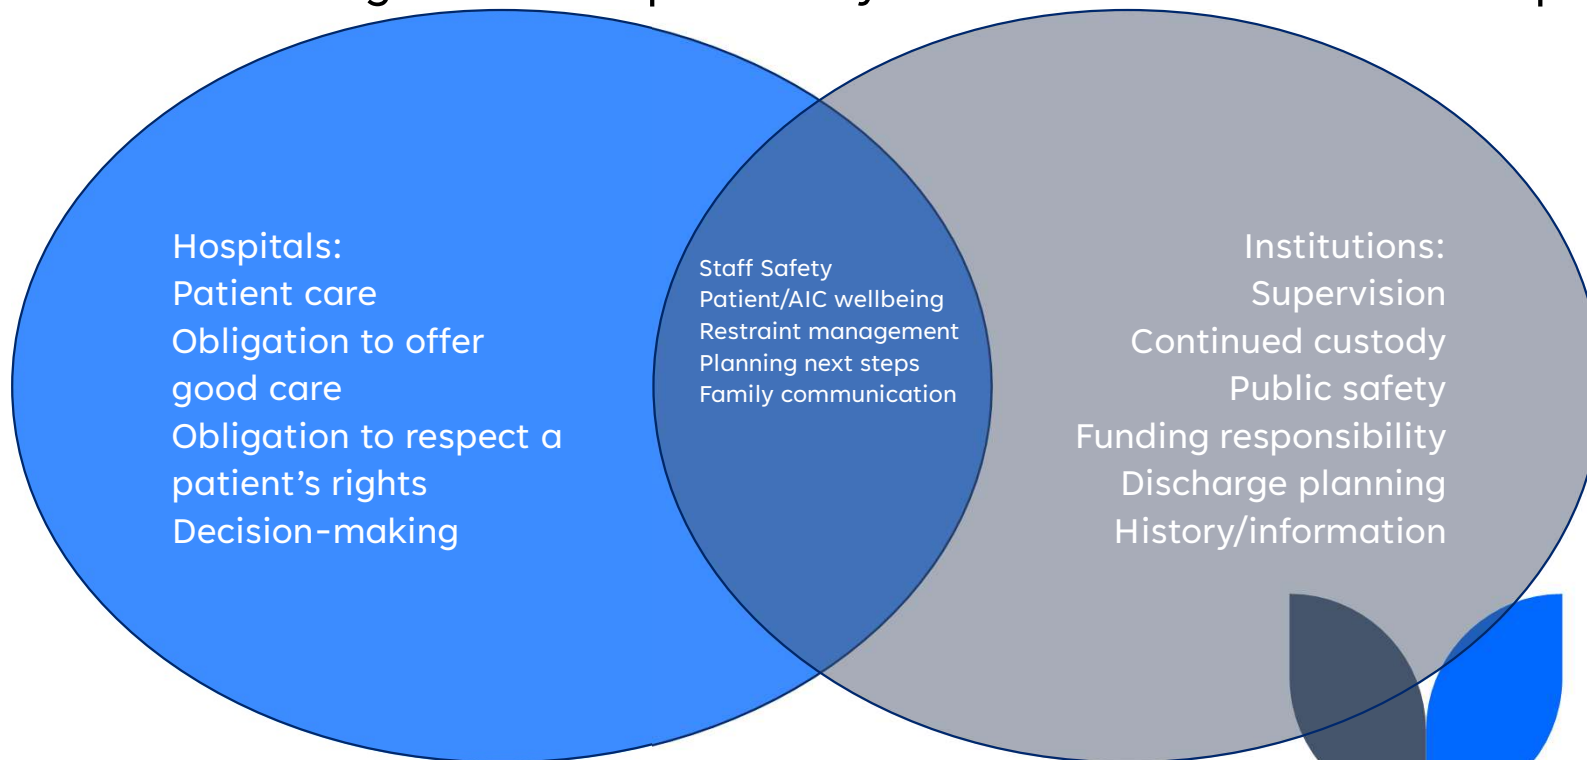 Hospitals:
Patient care
Obligation to offer
good care
Obligation to respect a
patient’s rights
Decision-making
Staff Safety
Patient/AIC wellbeing
Restraint management
Planning next steps
Family communication
Institutions:
Supervision
Continued custody
Public safety
Funding responsibility
Discharge planning
History/information